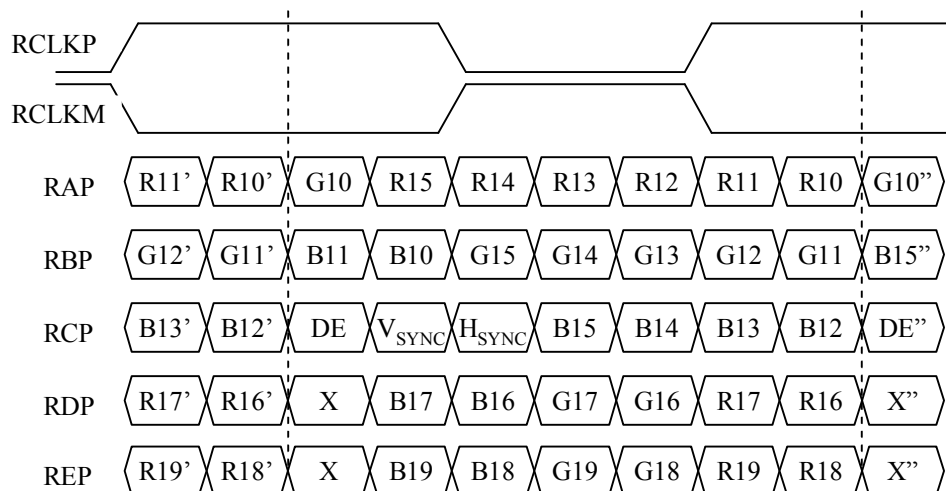 RCLKP
RCLKM
RAP R11’ R10’ G10 R15 R14 R13 R12 R11 R10 G10”
RBP G12’ G11’ B11 B10 G15 G14 G13 G12 G11 B15”
RCP B13’ B12’ DE VSYNC HSYNC B15 B14 B13 B12 DE”
RDP R17’ R16’ X B17 B16 G17 G16 R17 R16 X”
REP R19’ R18’ X B19 B18 G19 G18 R19 R18 X”